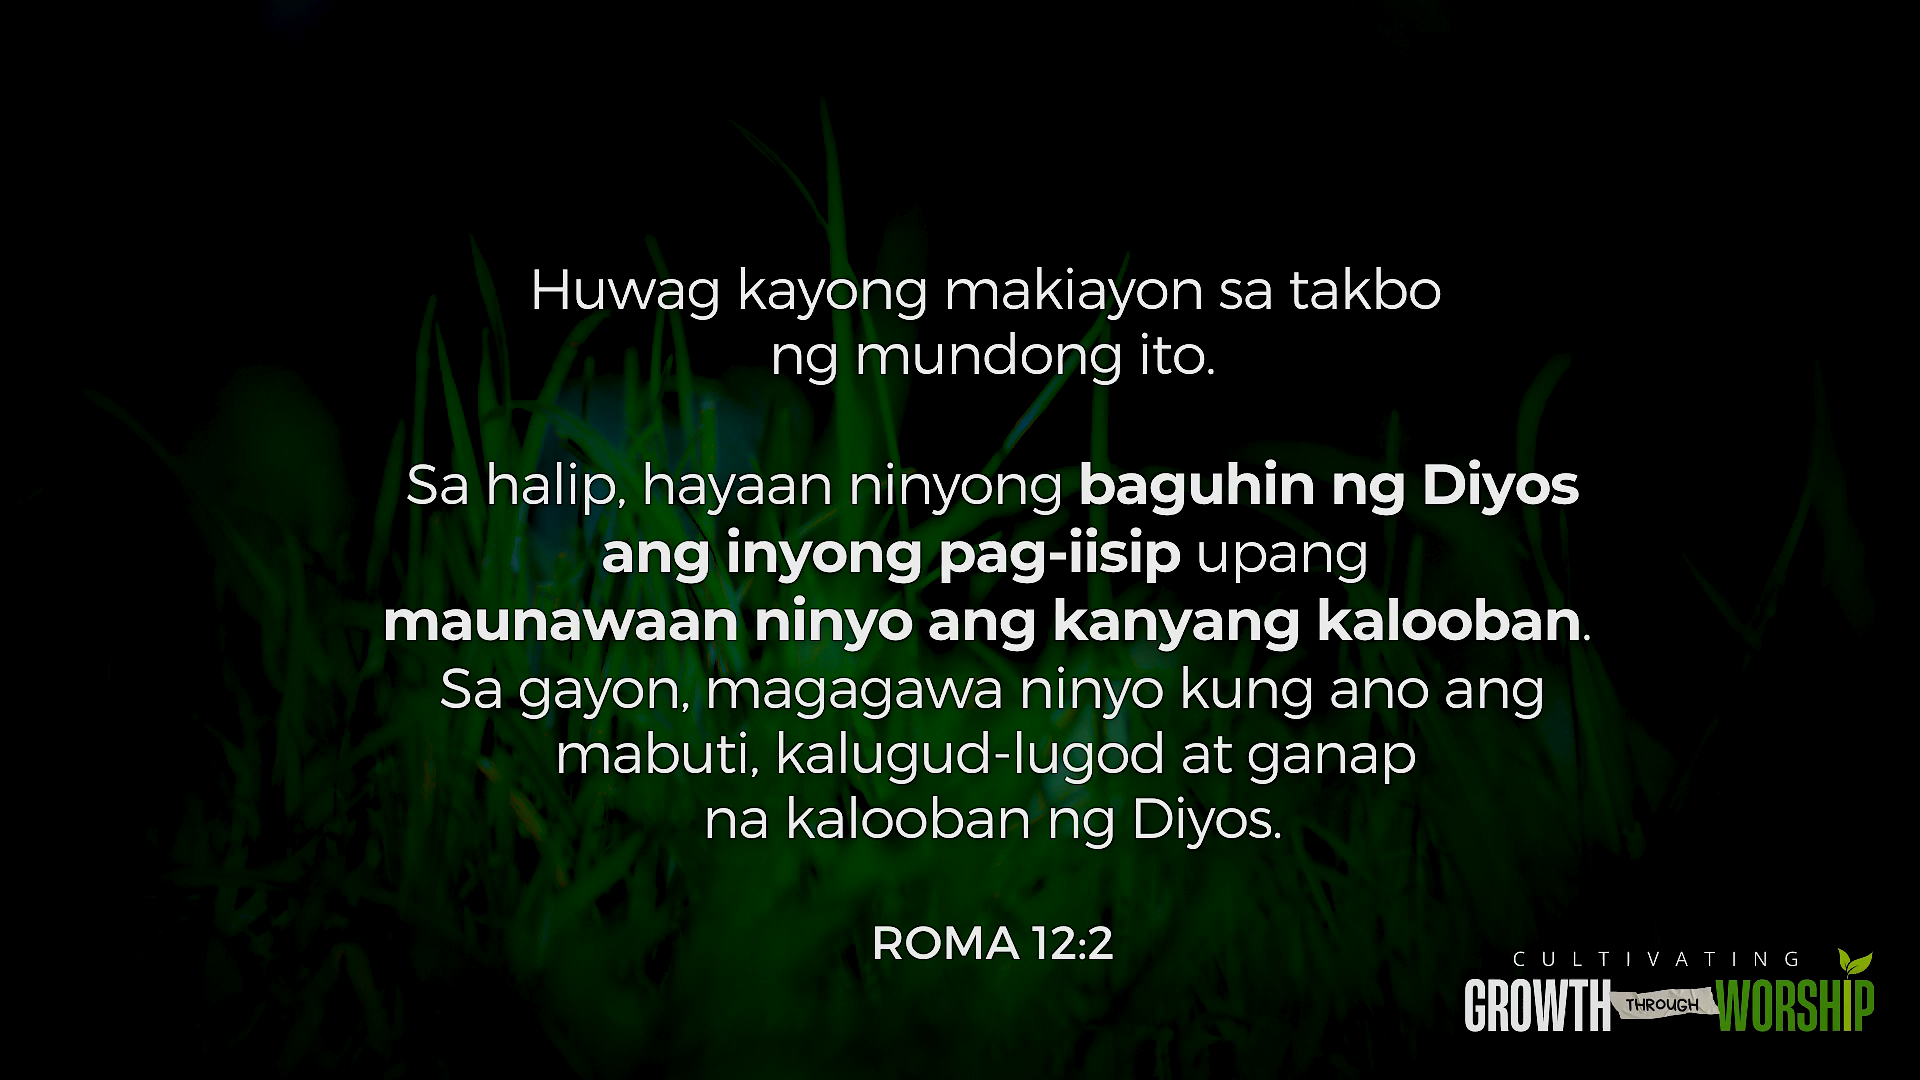 Huwag kayong makiayon sa takbo
ng mundong ito.
Sa halip, hayaan ninyong baguhin ng Diyos
ang inyong pag-iisip upang
maunawaan ninyo ang kanyang kalooban.
Sa gayon, magagawa ninyo kung ano ang
mabuti, kalugud-lugod at ganap
na kalooban ng Diyos.
ROMA 12:2
CULTIVATING
GROWTH THROUGH WORSHIP